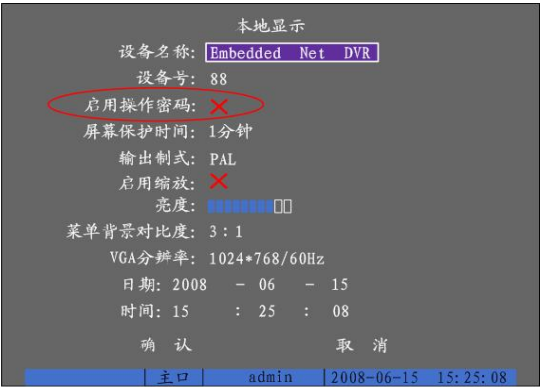 本地显示
设备名称: Embedded Net DVR
设备号: 88
启用操作密码:
屏幕保护时间: 1分钟
输出制式: PAL
启用缩放:
亮度:
菜单背景对比度: 3:1
VGA分辨率: 1024*768/60Hz
日期: 2008 - 06 - 15
时间: 15 : 25 : 08
确 认 取 消
主口 admin 2008-06-15 15:25:08